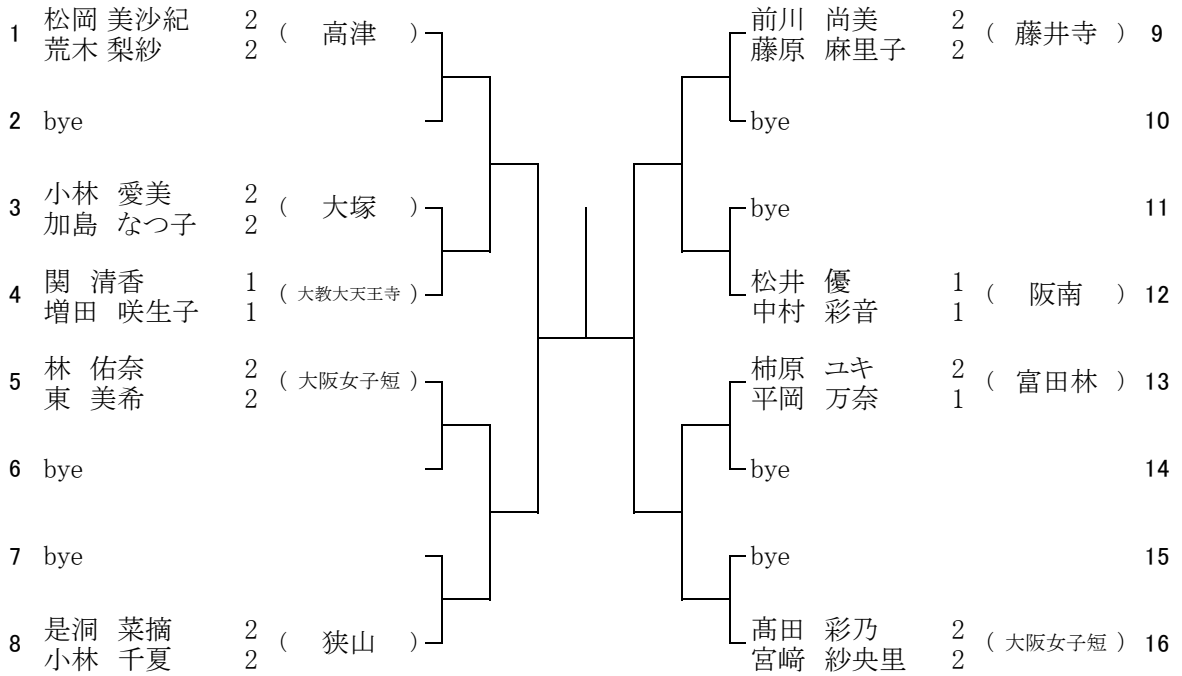 1 松岡 美沙紀 2 ( 高津 )
荒木 梨紗 2
2 bye
3 小林 愛美 2 ( 大塚 )
加島 なつ子 2
4 関 清香 1 ( 大教大天王寺 )
増田 咲生子 1
5 林 佑奈 2 ( 大阪女子短 )
東 美希 2
6 bye
7 bye
8 是洞 菜摘 2 ( 狭山 )
小林 千夏 2
前川 尚美 2 ( 藤井寺 ) 9
藤原 麻里子 2
bye 10
bye 11
松井 優 1 ( 阪南 ) 12
中村 彩音 1
柿原 ユキ 2 ( 富田林 ) 13
平岡 万奈 1
bye 14
bye 15
髙田 彩乃 2 ( 大阪女子短 ) 16
宮﨑 紗央里 2